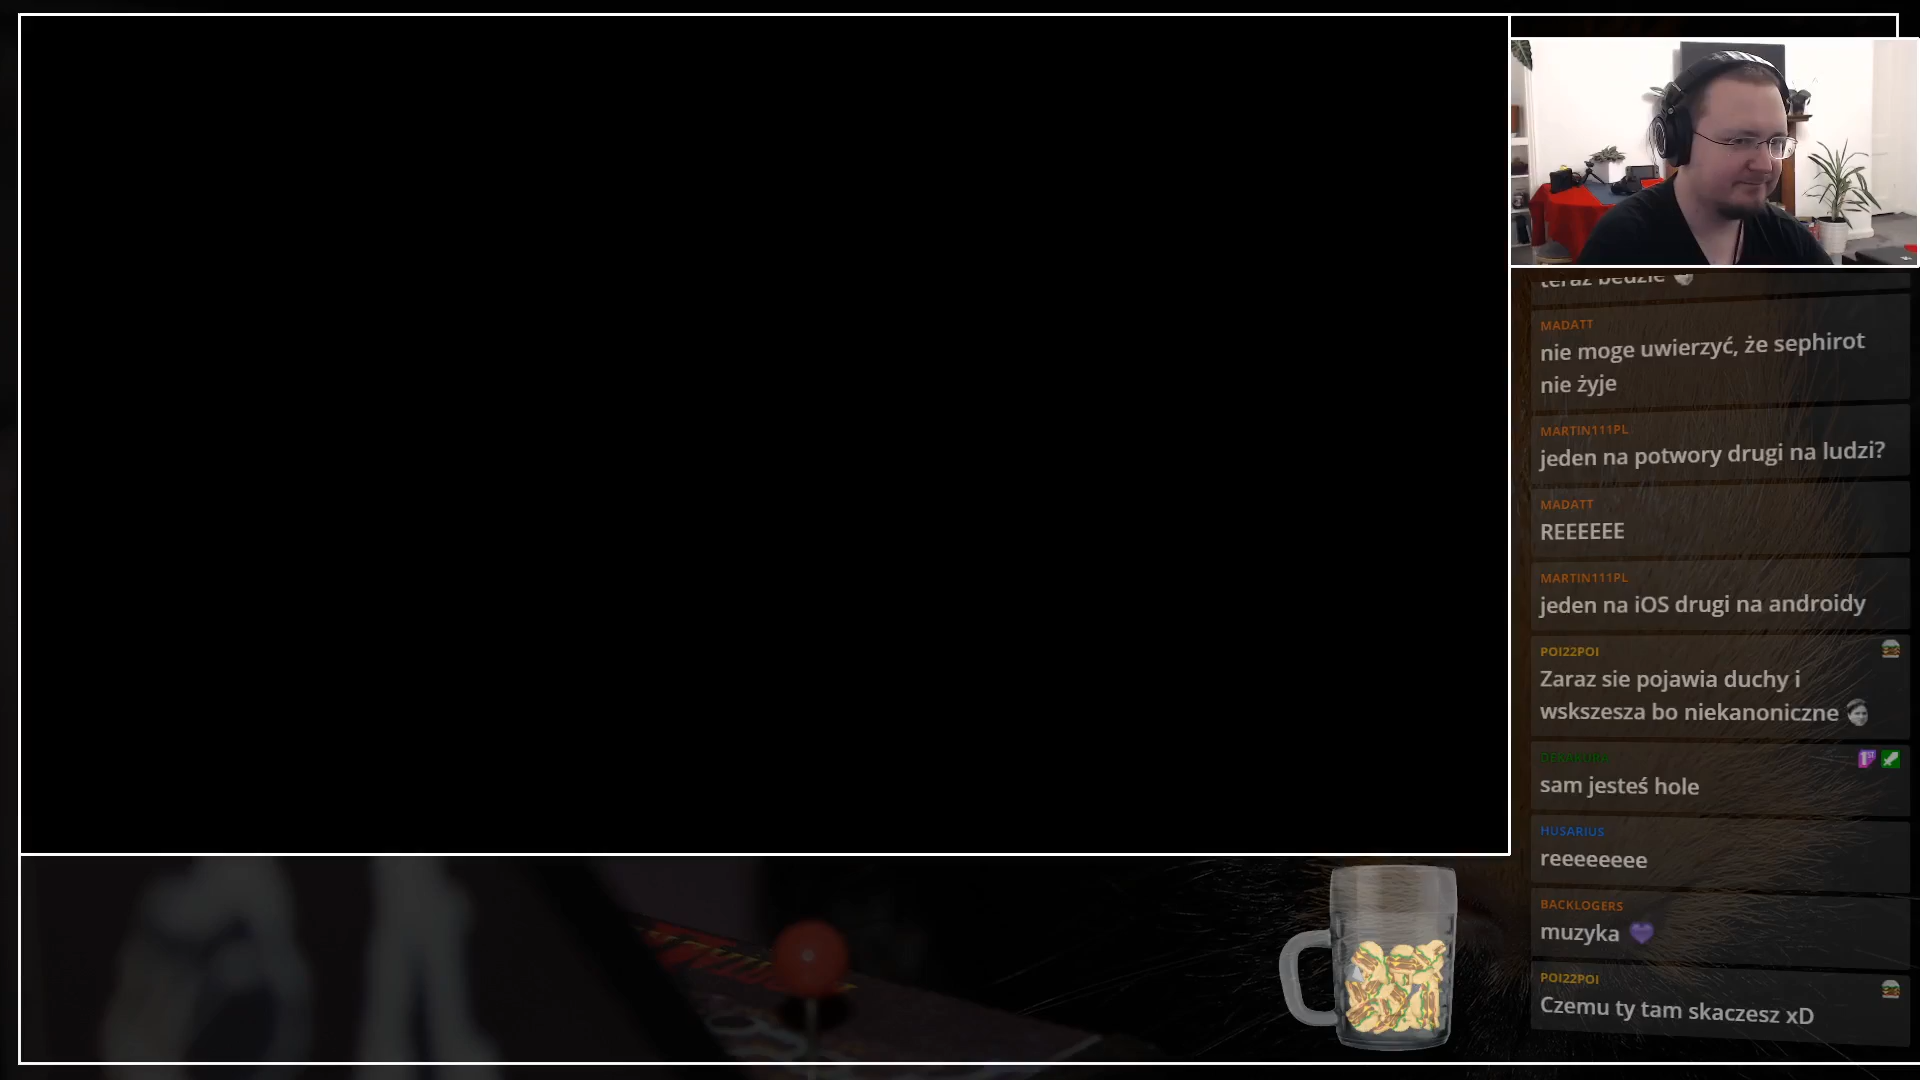 teraz bedzie
MADATT
nie moge uwierzyć, że sephirot
nie żyje
MARTIN111PL
jeden na potwory drugi na ludzi?
MADATT
REEEEEE
MARTIN111PL
jeden na iOS drugi na androidy
POI22POI
Zaraz sie pojawia duchy i
wskszesza bo niekanoniczne
sam jesteś hole
HUSARIUS
reeeeeeee
BACKLOGERS
muzyka
POI22POI
Czemu ty tam skaczesz xD